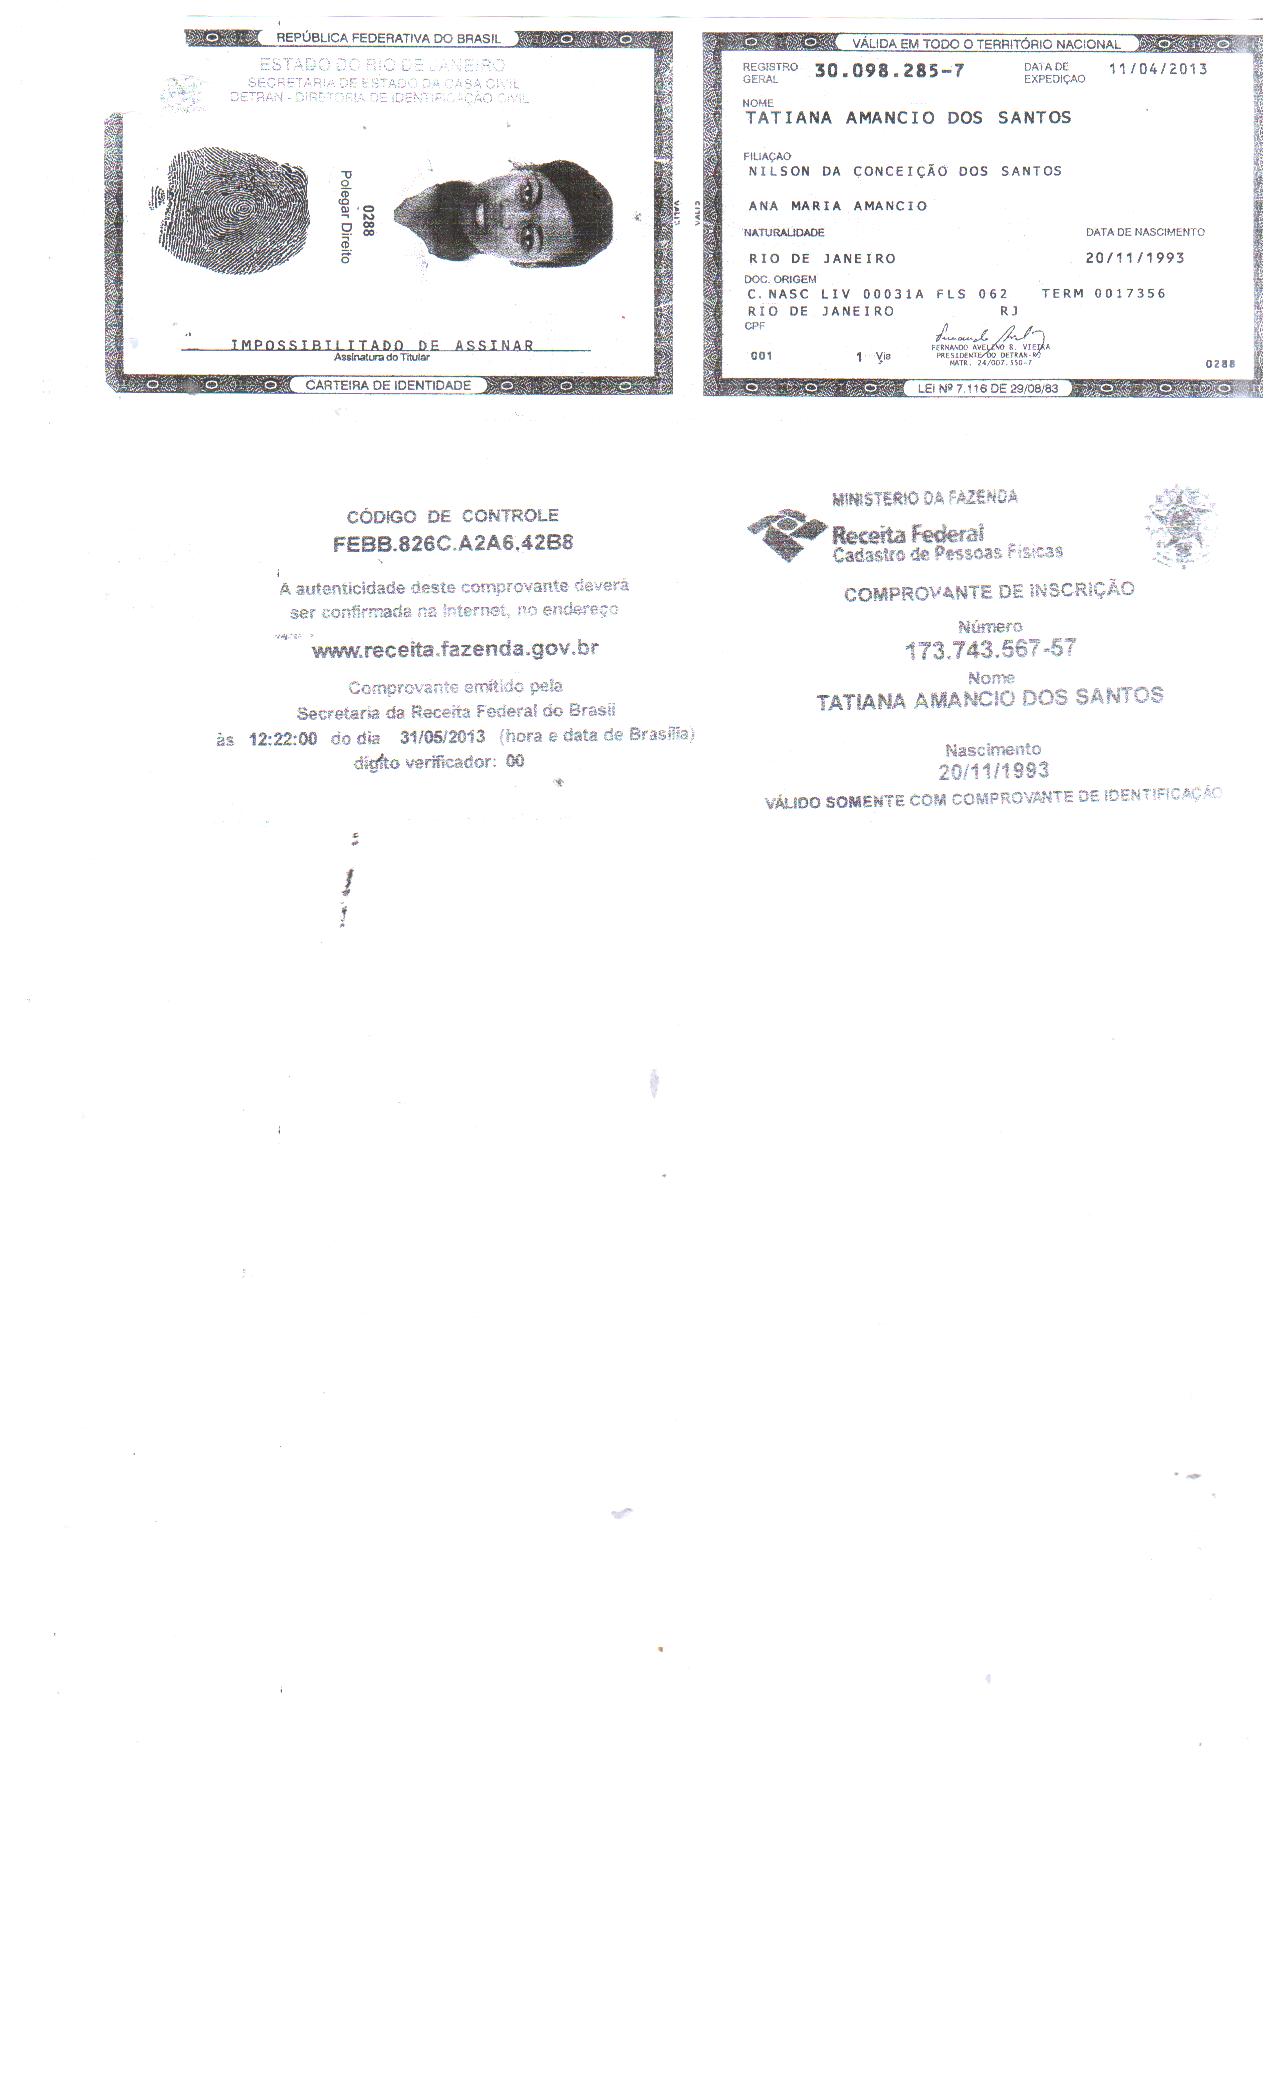 REPÚBLICA FEDERATIVA DO BRASIL
ESTADO DO RIO DE JANEIRO
SECRETARIA DE ESTADO DA CASA CIVIL
DETRAN - DIRETORIA DE IDENTIFICAÇÃO CIVIL
0288
Polegar Direito
IMPOSSIBILITADO DE ASSINAR
Assinatura do Titular
CARTEIRA DE IDENTIDADE
VÁLIDA EM TODO O TERRITÓRIO NACIONAL
REGISTRO GERAL 30.098.285-7 DATA DE EXPEDIÇÃO 11/04/2013
NOME
TATIANA AMANCIO DOS SANTOS
FILIAÇÃO
NILSON DA CONCEIÇÃO DOS SANTOS
ANA MARIA AMANCIO
NATURALIDADE DATA DE NASCIMENTO
RIO DE JANEIRO 20/11/1993
DOC. ORIGEM
C. NASC LIV 00031A FLS 062 TERM 0017356
RIO DE JANEIRO RJ
CPF
FERNANDO AVELINO B. VIEIRA
PRESIDENTE DO DETRAN-RJ
MATR. 24/007.550-7
001 1 Via 0288
LEI Nº 7.116 DE 29/08/83
CÓDIGO DE CONTROLE
FEBB.826C.A2A6.42B8
A autenticidade deste comprovante deverá
ser confirmada na Internet, no endereço
www.receita.fazenda.gov.br
Comprovante emitido pela
Secretaria da Receita Federal do Brasil
às 12:22:00 do dia 31/05/2013 (hora e data de Brasília)
dígito verificador: 00
MINISTÉRIO DA FAZENDA
Receita Federal
Cadastro de Pessoas Físicas
COMPROVANTE DE INSCRIÇÃO
Número
173.743.567-57
Nome
TATIANA AMANCIO DOS SANTOS
Nascimento
20/11/1993
VÁLIDO SOMENTE COM COMPROVANTE DE IDENTIFICAÇÃO